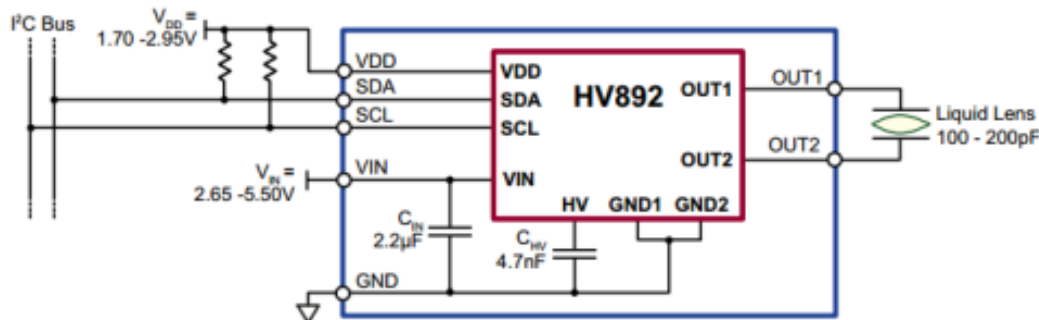 I²C Bus
V_DD =
1.70 -2.95V
VDD
SDA
SCL
V_IN =
2.65 -5.50V
VIN
C_IN
2.2µF
GND
VDD
SDA
SCL
VIN
HV892
OUT1
OUT2
HV
GND1
GND2
C_HV
4.7nF
OUT1
OUT2
Liquid Lens
100 - 200pF